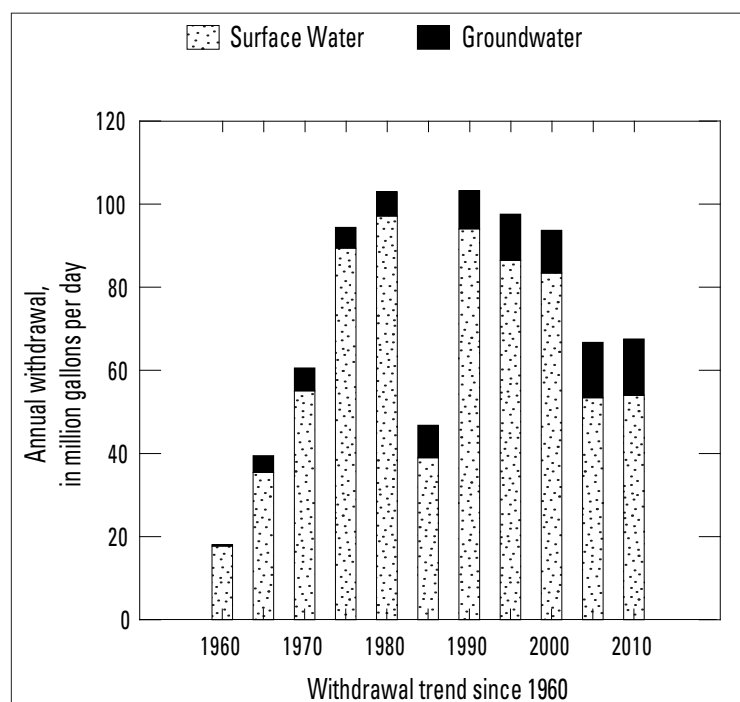 Surface Water Groundwater
120
100
80
60
40
20
0
Annual withdrawal,
in million gallons per day
1960 1970 1980 1990 2000 2010
Withdrawal trend since 1960